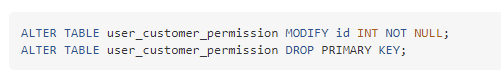 ALTER TABLE user_customer_permission MODIFY id INT NOT NULL;
ALTER TABLE user_customer_permission DROP PRIMARY KEY;